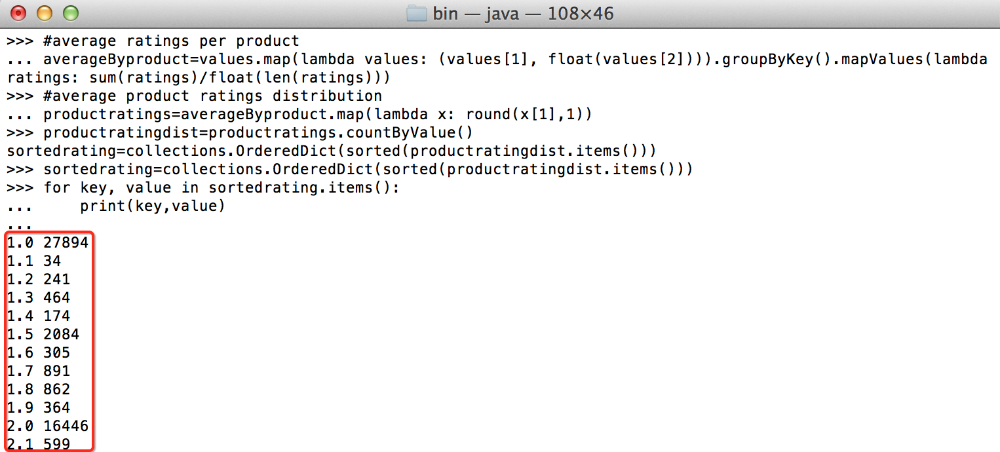 bin — java — 108×46
>>> #average ratings per product
... averageByproduct=values.map(lambda values: (values[1], float(values[2]))).groupByKey().mapValues(lambda
ratings: sum(ratings)/float(len(ratings)))
>>> #average product ratings distribution
... productratings=averageByproduct.map(lambda x: round(x[1],1))
>>> productratingdist=productratings.countByValue()
sortedrating=collections.OrderedDict(sorted(productratingdist.items()))
>>> sortedrating=collections.OrderedDict(sorted(productratingdist.items()))
>>> for key, value in sortedrating.items():
...     print(key,value)
...
1.0 27894
1.1 34
1.2 241
1.3 464
1.4 174
1.5 2084
1.6 305
1.7 891
1.8 862
1.9 364
2.0 16446
2.1 599